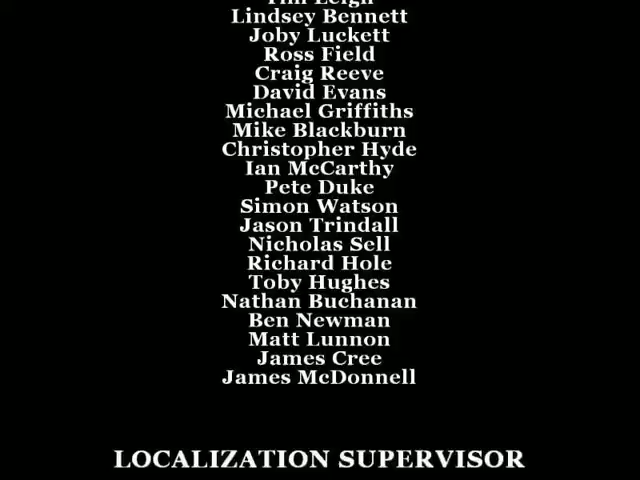 Tim Leigh
Lindsey Bennett
Joby Luckett
Ross Field
Craig Reeve
David Evans
Michael Griffiths
Mike Blackburn
Christopher Hyde
Ian McCarthy
Pete Duke
Simon Watson
Jason Trindall
Nicholas Sell
Richard Hole
Toby Hughes
Nathan Buchanan
Ben Newman
Matt Lunnon
James Cree
James McDonnell
LOCALIZATION SUPERVISOR